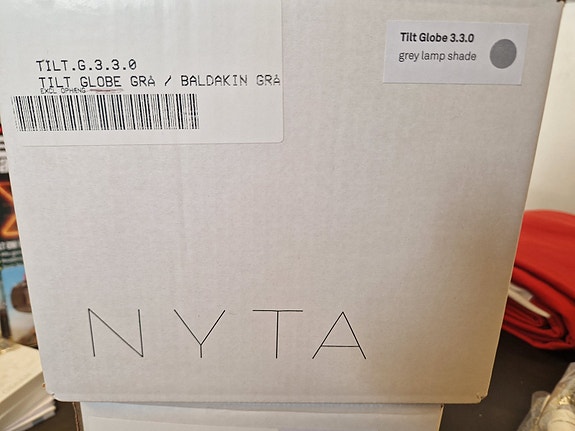 TILT.G.3.3.0
TILT GLOBE GRÅ / BALDAKIN GRÅ
EXCL OPHÆNG
Tilt Globe 3.3.0
grey lamp shade
NYTA